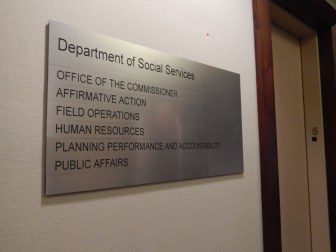 Department of Social Services
OFFICE OF THE COMMISSIONER
AFFIRMATIVE ACTION
FIELD OPERATIONS
HUMAN RESOURCES
PLANNING PERFORMANCE AND ACCOUNTABILITY
PUBLIC AFFAIRS